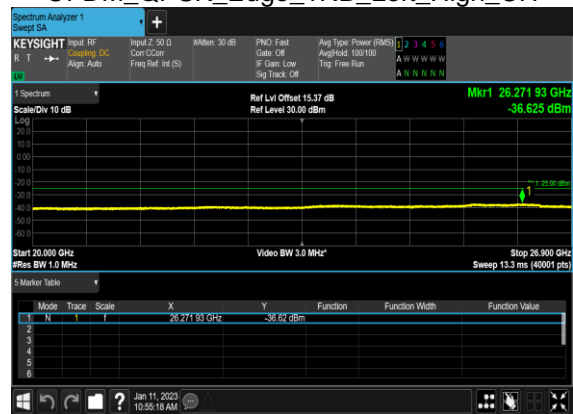 Spectrum Analyzer 1
Swept SA
+
KEYSIGHT Input: RF
R T Coupling: DC
Align: Auto
LXI
Input Z: 50 Ω
Corr CCorr
Freq Ref: Int (S)
#Atten: 30 dB
PNO: Fast
Gate: Off
IF Gain: Low
Sig Track: Off
Avg Type: Power (RMS)
Avg|Hold: 100/100
Trig: Free Run
1 2 3 4 5 6
A W W W W W
A N N N N N
1 Spectrum
Scale/Div 10 dB
Ref Lvl Offset 15.37 dB
Ref Level 30.00 dBm
Mkr1 26.271 93 GHz
-36.625 dBm
Log
20.0
10.0
0.00
-10.0
-20.0
-30.0
-40.0
-50.0
-60.0
1 -25.00 dBm
1
Start 20.000 GHz
#Res BW 1.0 MHz
Video BW 3.0 MHz*
Stop 26.900 GHz
Sweep 13.3 ms (40001 pts)
5 Marker Table
Mode Trace Scale X Y Function Function Width Function Value
1 N 1 f 26.271 93 GHz -36.62 dBm
2
3
4
5
6
?
Jan 11, 2023
10:55:18 AM